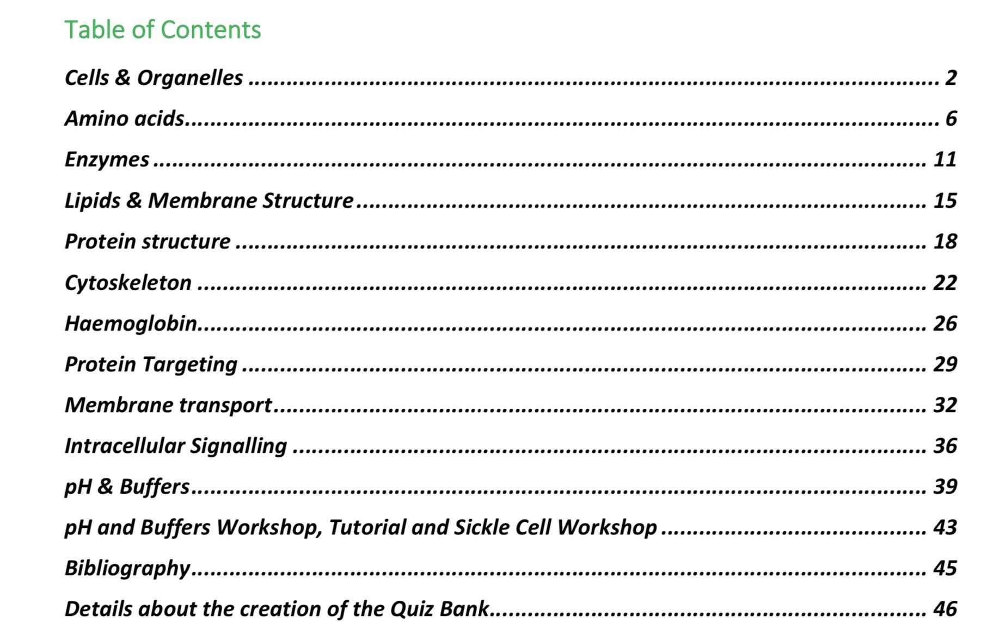 Table of Contents
Cells & Organelles ........................................................................................................ 2
Amino acids.................................................................................................................. 6
Enzymes ..................................................................................................................... 11
Lipids & Membrane Structure....................................................................................... 15
Protein structure ......................................................................................................... 18
Cytoskeleton ............................................................................................................... 22
Haemoglobin............................................................................................................... 26
Protein Targeting ........................................................................................................ 29
Membrane transport.................................................................................................... 32
Intracellular Signalling ................................................................................................ 36
pH & Buffers................................................................................................................ 39
pH and Buffers Workshop, Tutorial and Sickle Cell Workshop ........................................ 43
Bibliography................................................................................................................ 45
Details about the creation of the Quiz Bank.................................................................. 46